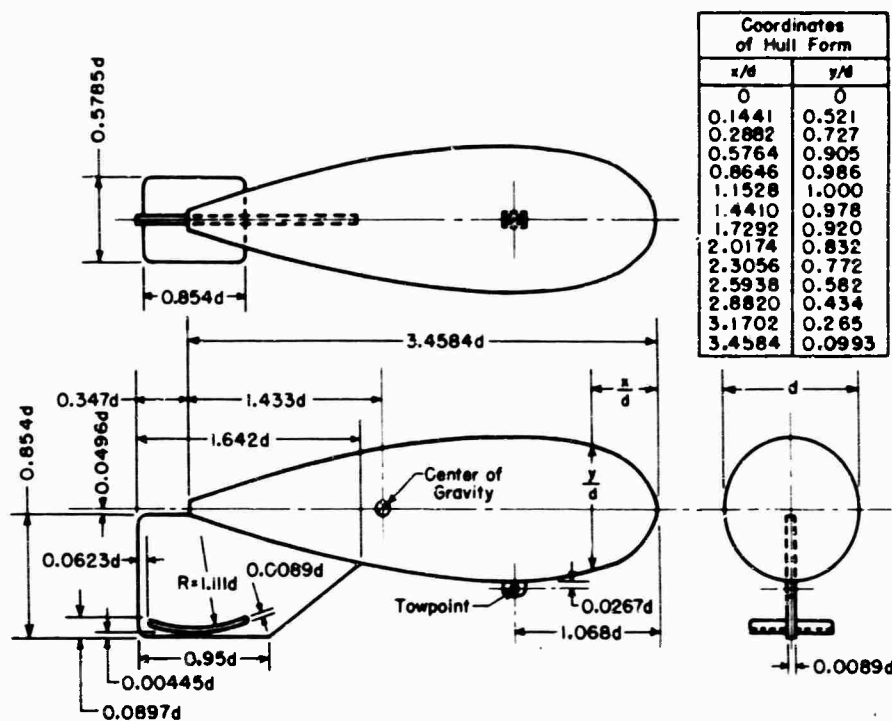 Coordinates
of Hull Form
x/d y/d
0 0
0.1441 0.521
0.2882 0.727
0.5764 0.905
0.8646 0.986
1.1528 1.000
1.4410 0.978
1.7292 0.920
2.0174 0.832
2.3056 0.772
2.5938 0.582
2.8820 0.434
3.1702 0.265
3.4584 0.0993
0.5785d
0.854d
3.4584d
0.347d
1.433d
x/d
d
1.642d
0.854d
0.0496d
Center of
Gravity
y/d
0.0623d
R=1.111d
0.0089d
Towpoint
0.0267d
1.068d
0.95d
0.00445d
0.0897d
0.0089d